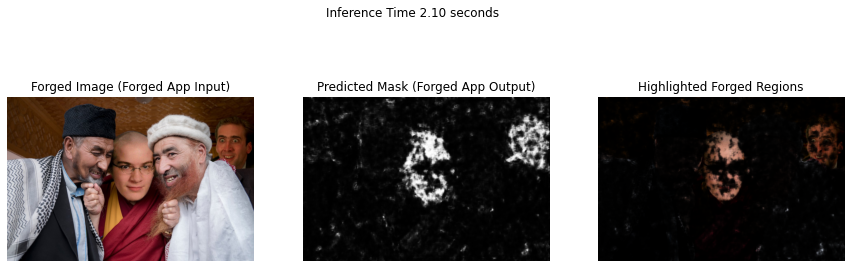 Inference Time 2.10 seconds
Forged Image (Forged App Input)
Predicted Mask (Forged App Output)
Highlighted Forged Regions